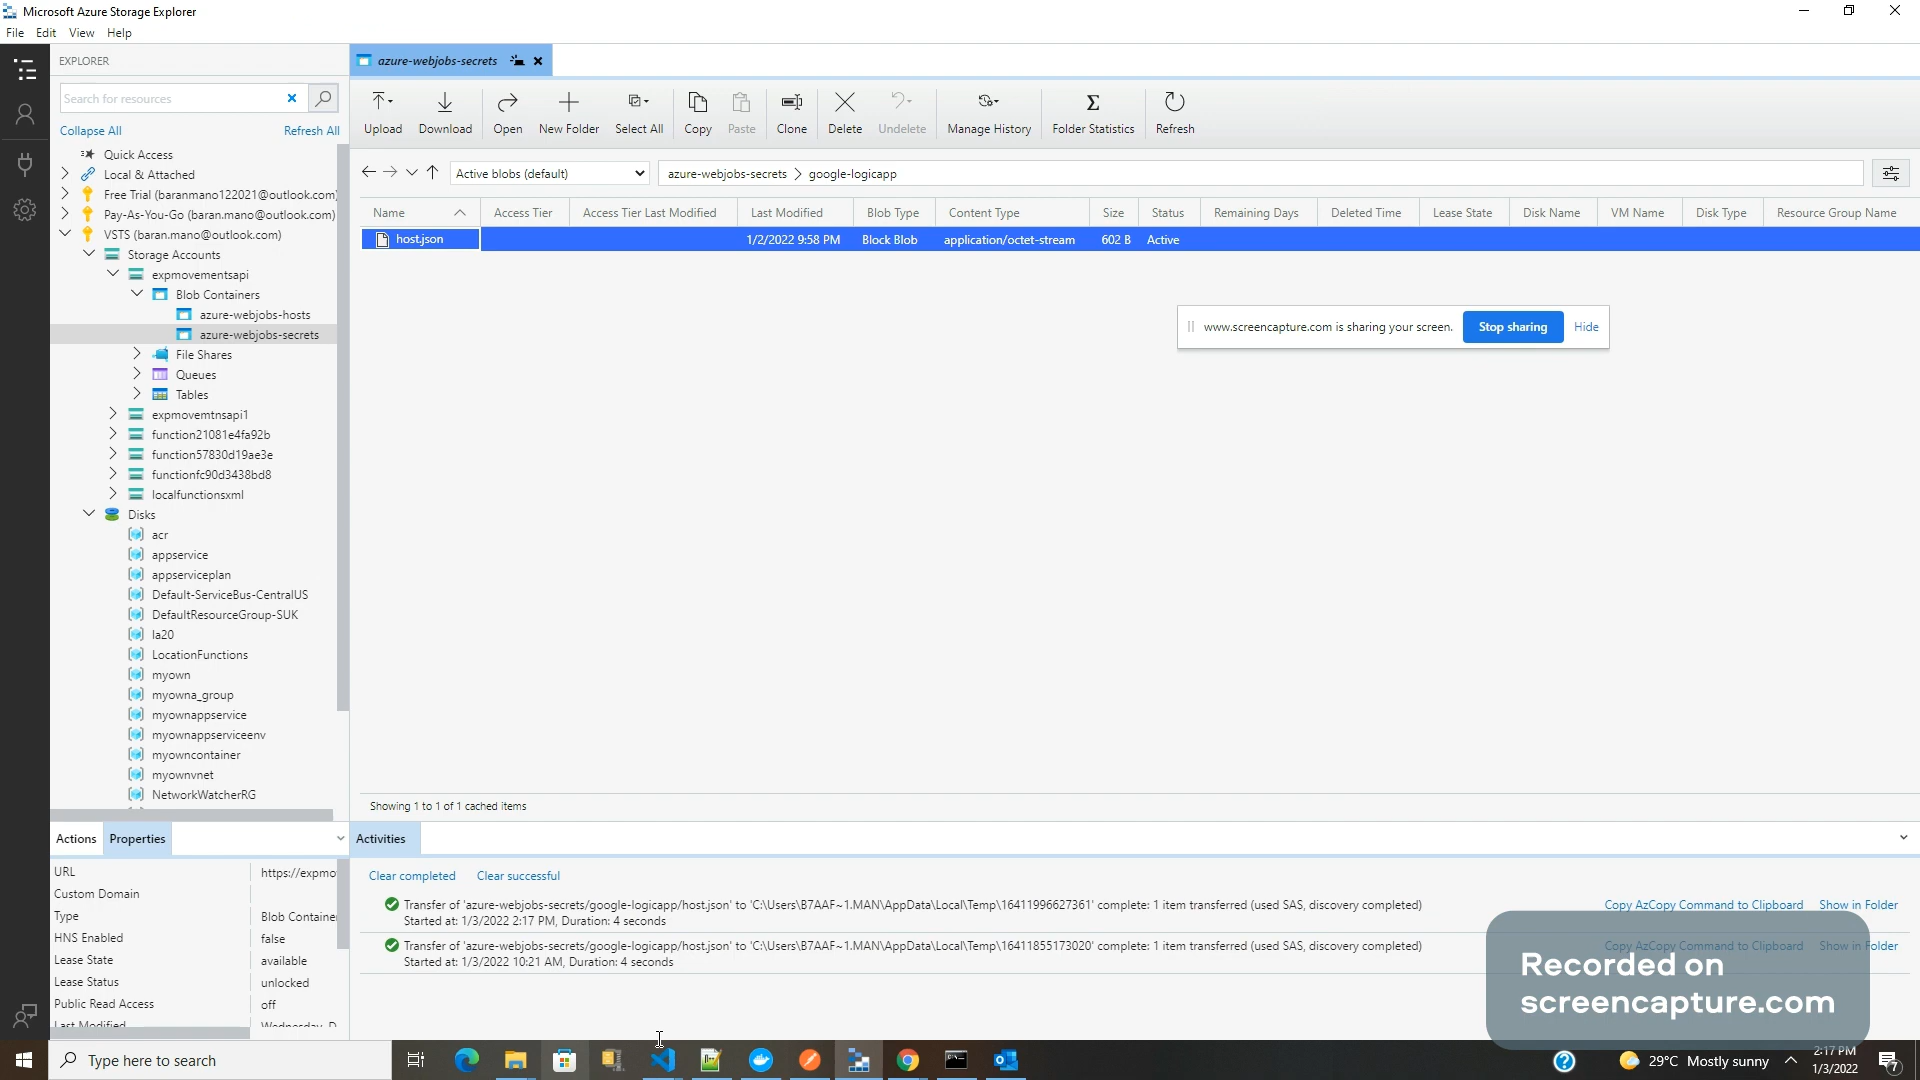 Microsoft Azure Storage Explorer
File Edit View Help
EXPLORER
Search for resources
Collapse All Refresh All
Quick Access
Local & Attached
Free Trial (baranmano122021@outlook.com)
Pay-As-You-Go (baran.mano@outlook.com)
VSTS (baran.mano@outlook.com)
Storage Accounts
expmovementsapi
Blob Containers
azure-webjobs-hosts
azure-webjobs-secrets
File Shares
Queues
Tables
expmovemtnsapi1
function21081e4fa92b
function57830d19ae3e
functionfc90d3438bd8
localfunctionsxml
Disks
acr
appservice
appserviceplan
Default-ServiceBus-CentralUS
DefaultResourceGroup-SUK
la20
LocationFunctions
myown
myowna_group
myownappservice
myownappserviceenv
myowncontainer
myownvnet
NetworkWatcherRG
Actions Properties
URL https://expmo
Custom Domain
Type Blob Containe
HNS Enabled false
Lease State available
Lease Status unlocked
Public Read Access off
Last Modified Wednesday, D
azure-webjobs-secrets
Upload Download Open New Folder Select All Copy Paste Clone Delete Undelete Manage History Folder Statistics Refresh
Active blobs (default) azure-webjobs-secrets > google-logicapp
Name Access Tier Access Tier Last Modified Last Modified Blob Type Content Type Size Status Remaining Days Deleted Time Lease State Disk Name VM Name Disk Type Resource Group Name
host.json 1/2/2022 9:58 PM Block Blob application/octet-stream 602 B Active
www.screencapture.com is sharing your screen. Stop sharing Hide
Showing 1 to 1 of 1 cached items
Activities
Clear completed Clear successful
Transfer of 'azure-webjobs-secrets/google-logicapp/host.json' to 'C:\Users\B7AAF~1.MAN\AppData\Local\Temp\16411996627361' complete: 1 item transferred (used SAS, discovery completed) Copy AzCopy Command to Clipboard Show in Folder
Started at: 1/3/2022 2:17 PM, Duration: 4 seconds
Transfer of 'azure-webjobs-secrets/google-logicapp/host.json' to 'C:\Users\B7AAF~1.MAN\AppData\Local\Temp\16411855173020' complete: 1 item transferred (used SAS, discovery completed) Copy AzCopy Command to Clipboard Show in Folder
Started at: 1/3/2022 10:21 AM, Duration: 4 seconds
Recorded on
screencapture.com
Type here to search
29°C Mostly sunny
2:17 PM
1/3/2022
7